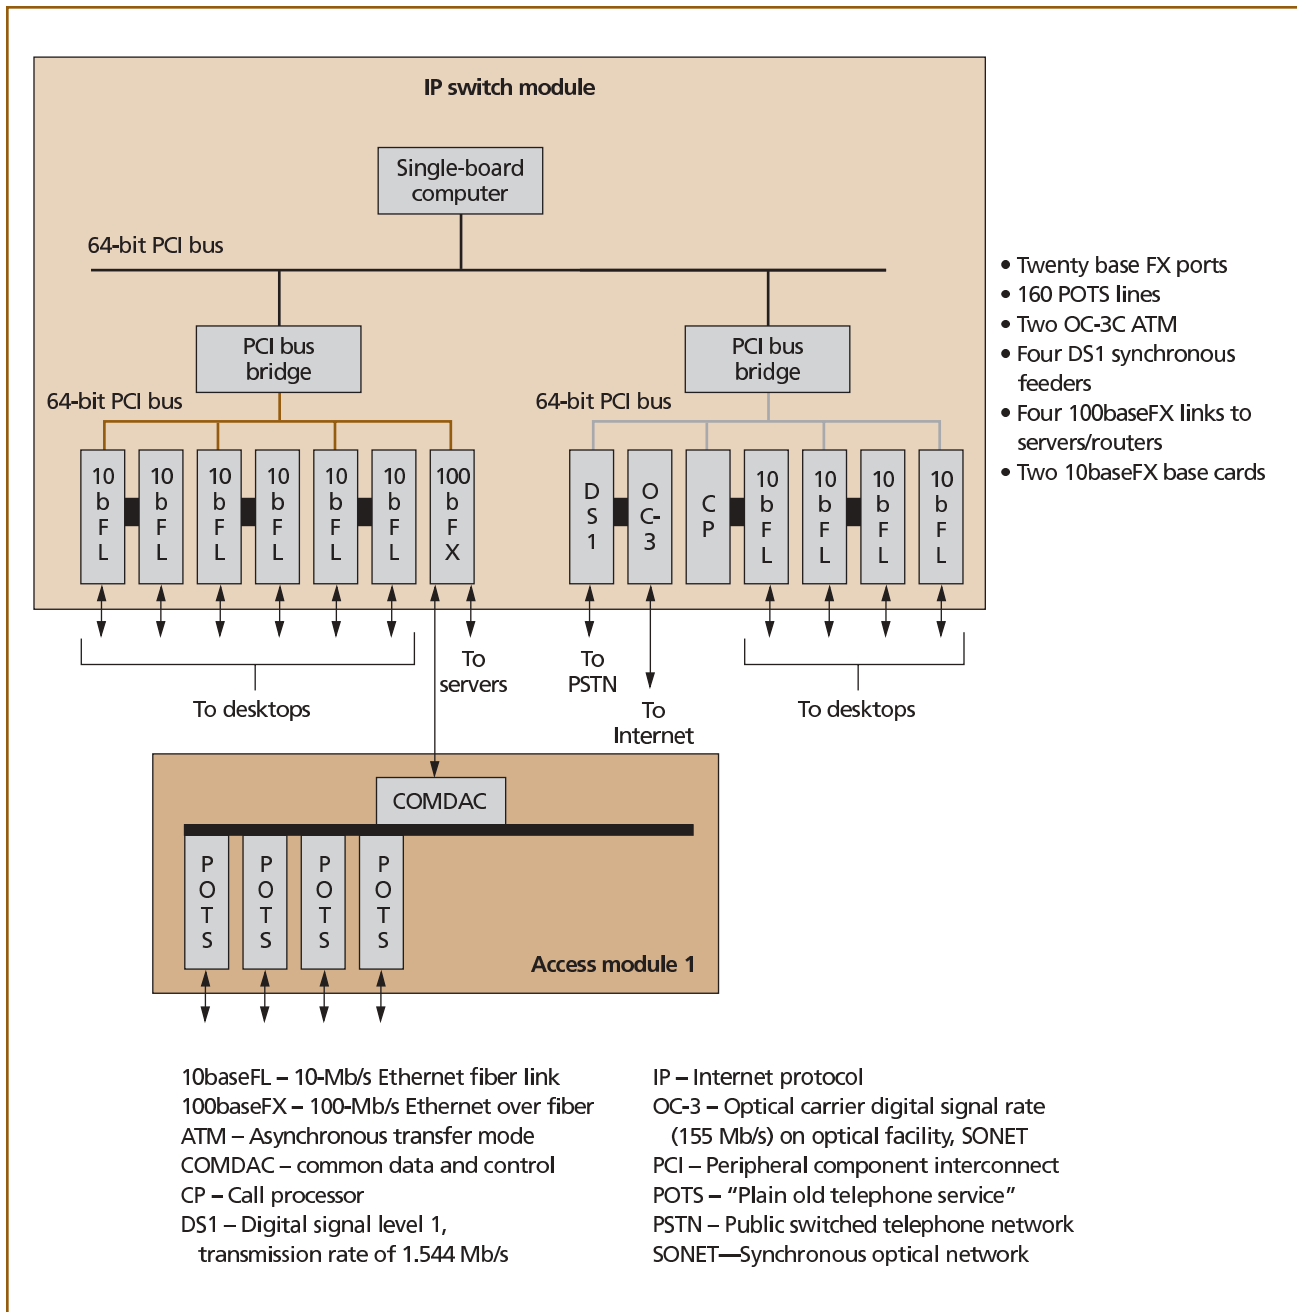 IP switch module
Single-board
computer
64-bit PCI bus
PCI bus
bridge
PCI bus
bridge
64-bit PCI bus
64-bit PCI bus
10
b
F
L
10
b
F
L
10
b
F
L
10
b
F
L
10
b
F
L
10
b
F
L
100
b
F
X
D
S
1
O
C-
3
C
P
10
b
F
L
10
b
F
L
10
b
F
L
10
b
F
L
• Twenty base FX ports
• 160 POTS lines
• Two OC-3C ATM
• Four DS1 synchronous
feeders
• Four 100baseFX links to
servers/routers
• Two 10baseFX base cards
To desktops
To
servers
To
PSTN
To
Internet
To desktops
COMDAC
P
O
T
S
P
O
T
S
P
O
T
S
P
O
T
S
Access module 1
10baseFL – 10-Mb/s Ethernet fiber link
100baseFX – 100-Mb/s Ethernet over fiber
ATM – Asynchronous transfer mode
COMDAC – common data and control
CP – Call processor
DS1 – Digital signal level 1,
transmission rate of 1.544 Mb/s
IP – Internet protocol
OC-3 – Optical carrier digital signal rate
(155 Mb/s) on optical facility, SONET
PCI – Peripheral component interconnect
POTS – “Plain old telephone service”
PSTN – Public switched telephone network
SONET—Synchronous optical network